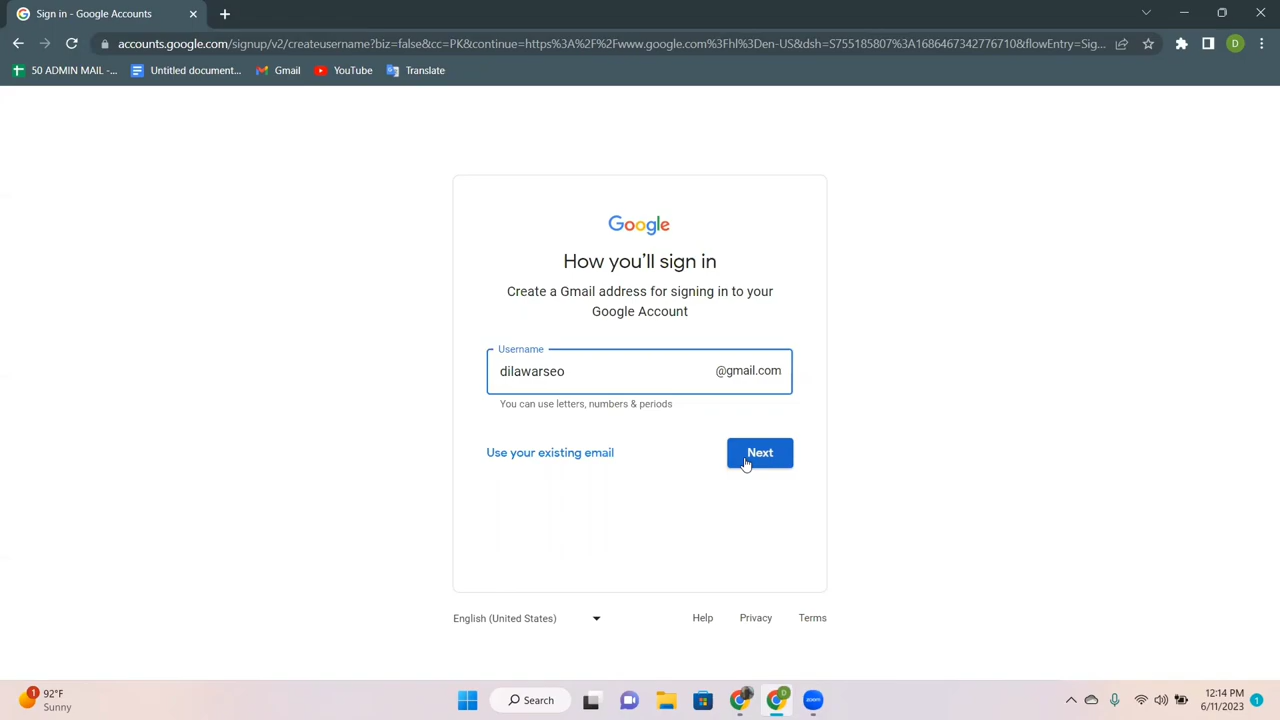 Sign in - Google Accounts
accounts.google.com/signup/v2/createusername?biz=false&cc=PK&continue=https%3A%2F%2Fwww.google.com%3Fhl%3Den-US&dsh=S755185807%3A1686467342776710&flowEntry=Sig...
D
50 ADMIN MAIL -...
Untitled document...
Gmail
YouTube
Translate
Google
How you'll sign in
Create a Gmail address for signing in to your
Google Account
Username
dilawarseo @gmail.com
You can use letters, numbers & periods
Use your existing email
Next
English (United States)
Help Privacy Terms
1
92°F
Sunny
Search
D
zoom
12:14 PM
6/11/2023
1